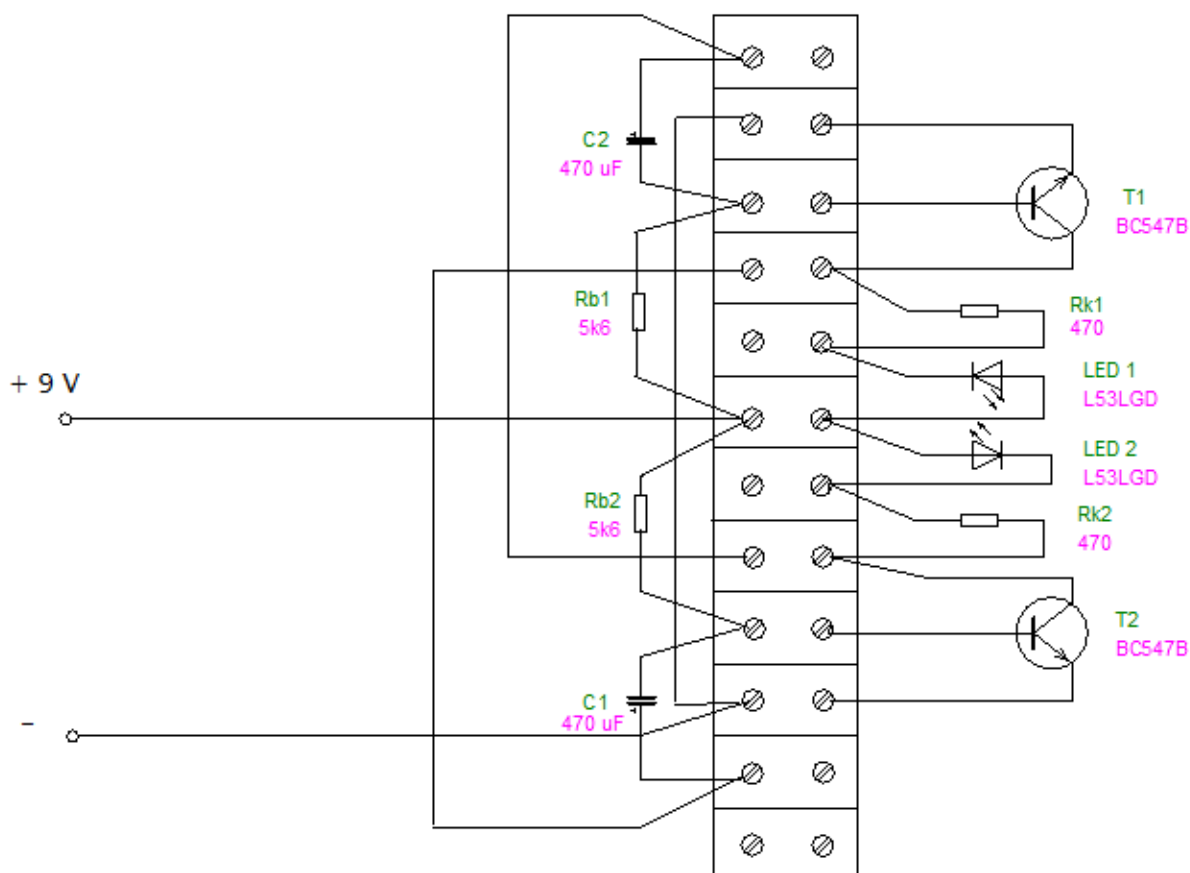 C2
470 uF
T1
BC547B
Rb1
5k6
Rk1
470
+ 9 V
LED 1
L53LGD
LED 2
L53LGD
Rb2
5k6
Rk2
470
T2
BC547B
C1
470 uF
-